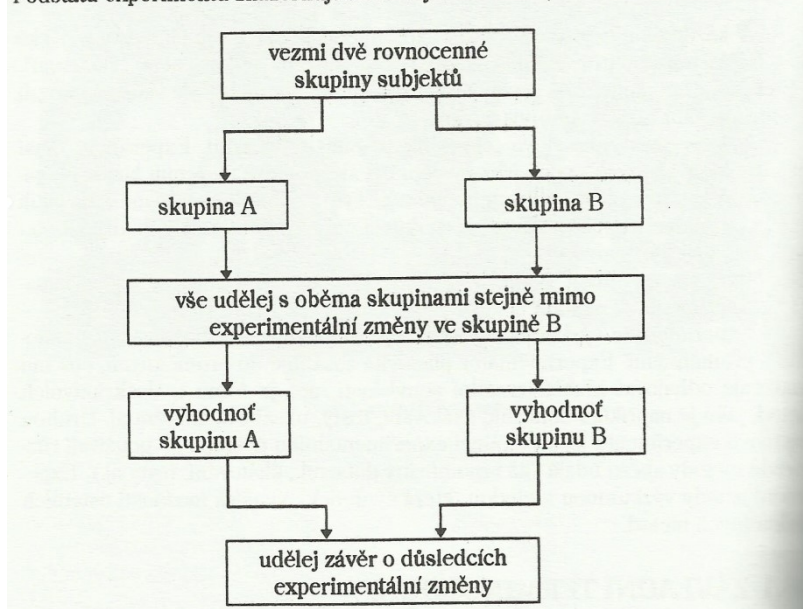 vezmi dvě rovnocenné
skupiny subjektů
skupina A
skupina B
vše udělej s oběma skupinami stejně mimo
experimentální změny ve skupině B
vyhodnoť
skupinu A
vyhodnoť
skupinu B
udělej závěr o důsledcích
experimentální změny